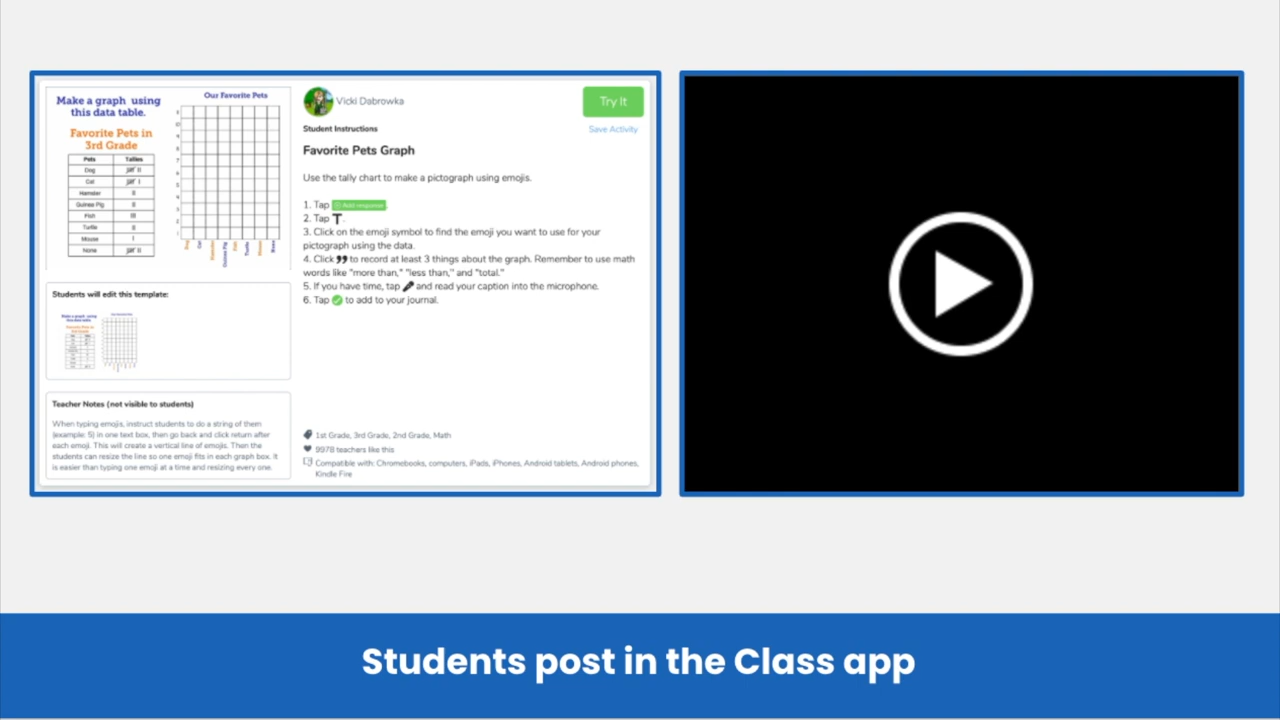 Make a graph using
this data table.
Favorite Pets in
3rd Grade
Pets Tallies
Dog
Cat
Hamster
Guinea Pig
Fish
Turtle
Mouse
None
Our Favorite Pets
Students will edit this template:
Teacher Notes (not visible to students)
When typing emojis, instruct students to do a string of them
(example: 5) in one text box, then go back and click return after
each emoji. This will create a vertical line of emojis. Then the
students can resize the line so one emoji fits in each graph box. It
is easier than typing one emoji at a time and resizing every one.
Vicki Dabrowka
Try It
Student Instructions
Save Activity
Favorite Pets Graph
Use the tally chart to make a pictograph using emojis.
1. Tap Add response.
2. Tap T.
3. Click on the emoji symbol to find the emoji you want to use for your
pictograph using the data.
4. Click to record at least 3 things about the graph. Remember to use math
words like "more than," "less than," and "total."
5. If you have time, tap and read your caption into the microphone.
6. Tap to add to your journal.
1st Grade, 3rd Grade, 2nd Grade, Math
9978 teachers like this
Compatible with: Chromebooks, computers, iPads, iPhones, Android tablets, Android phones,
Kindle Fire
Students post in the Class app